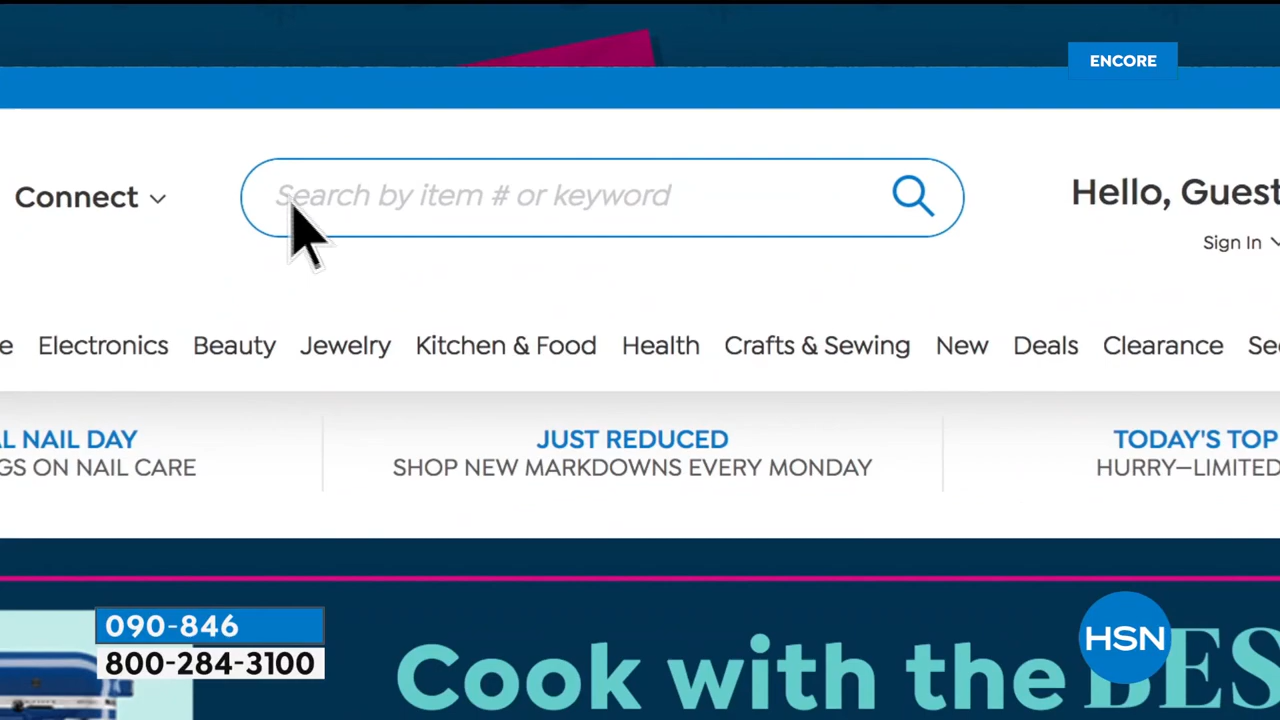 ENCORE
Connect
Search by item # or keyword
Hello, Guest
Sign In
Electronics Beauty Jewelry Kitchen & Food Health Crafts & Sewing New Deals Clearance
NAIL DAY
JUST REDUCED
TODAY'S TOP
ON NAIL CARE
SHOP NEW MARKDOWNS EVERY MONDAY
HURRY—LIMITED
090-846
800-284-3100
Cook with the
HSN